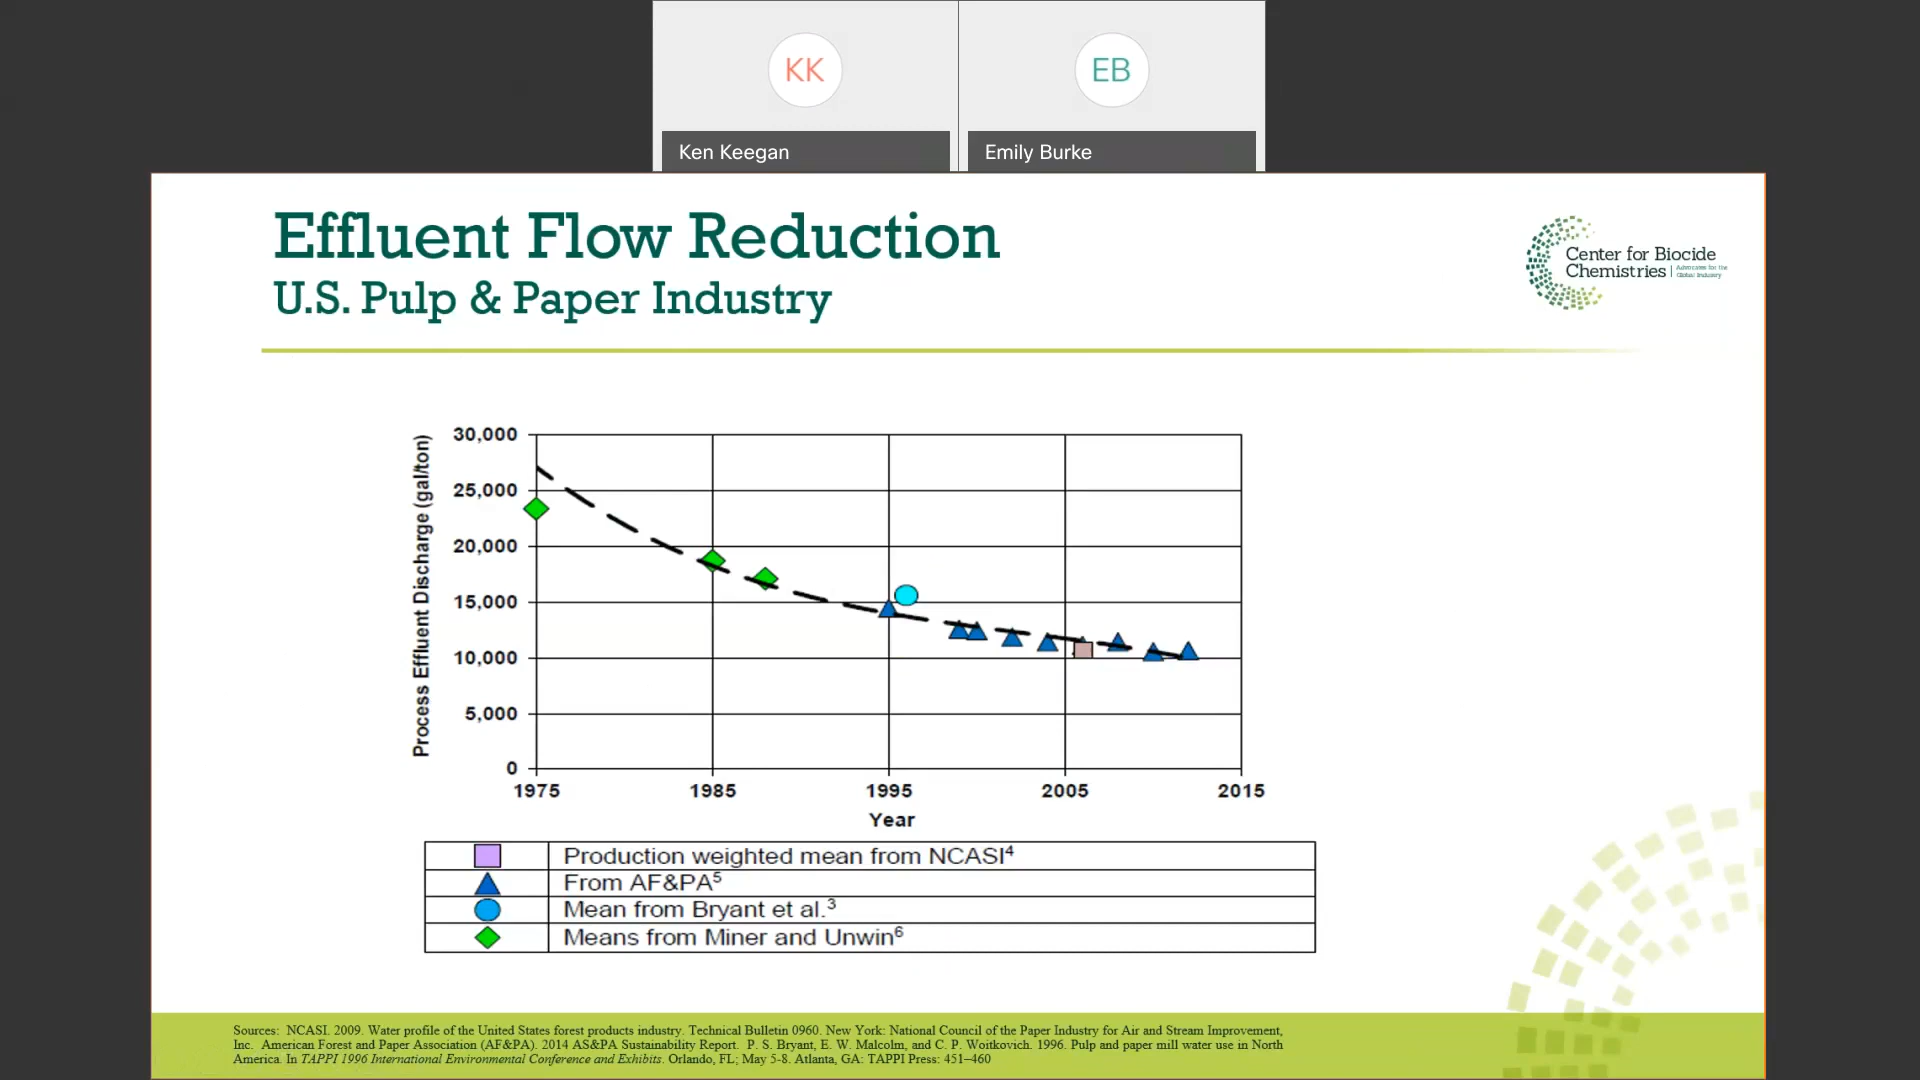 KK
EB
Ken Keegan
Emily Burke
Effluent Flow Reduction
U.S. Pulp & Paper Industry
Center for Biocide
Chemistries | Advocates for the
Global Industry
Process Effluent Discharge (gal/ton)
30,000
25,000
20,000
15,000
10,000
5,000
0
1975 1985 1995 2005 2015
Year
Production weighted mean from NCASI⁴
From AF&PA⁵
Mean from Bryant et al.³
Means from Miner and Unwin⁶
Sources: NCASI. 2009. Water profile of the United States forest products industry. Technical Bulletin 0960. New York: National Council of the Paper Industry for Air and Stream Improvement,
Inc. American Forest and Paper Association (AF&PA). 2014 AS&PA Sustainability Report. P. S. Bryant, E. W. Malcolm, and C. P. Woitkovich. 1996. Pulp and paper mill water use in North
America. In TAPPI 1996 International Environmental Conference and Exhibits. Orlando, FL; May 5-8. Atlanta, GA: TAPPI Press: 451–460